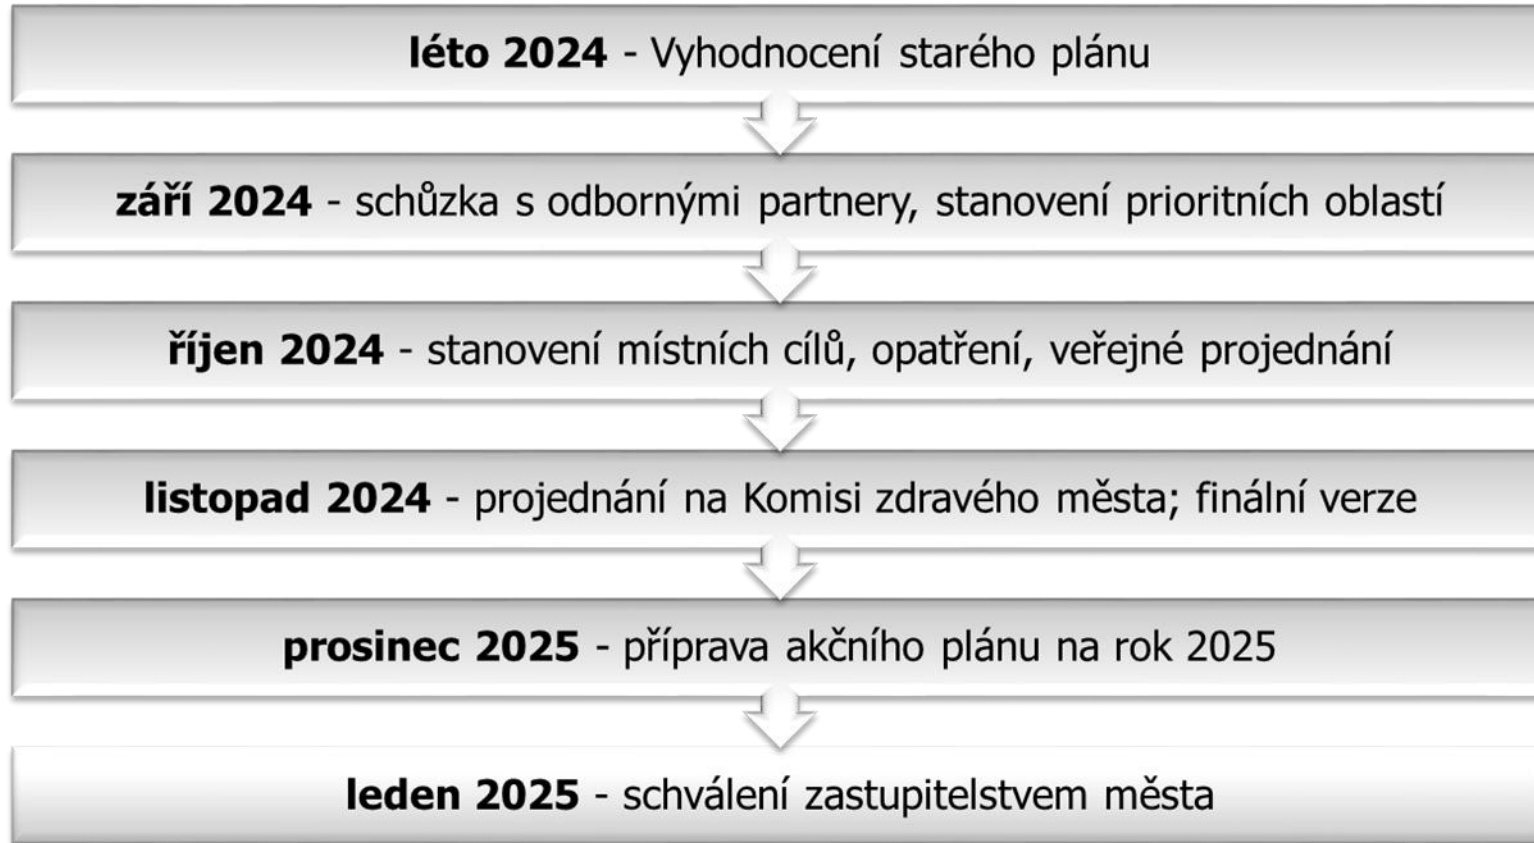 léto 2024 - Vyhodnocení starého plánu
září 2024 - schůzka s odbornými partnery, stanovení prioritních oblastí
říjen 2024 - stanovení místních cílů, opatření, veřejné projednání
listopad 2024 - projednání na Komisi zdravého města; finální verze
prosinec 2025 - příprava akčního plánu na rok 2025
leden 2025 - schválení zastupitelstvem města